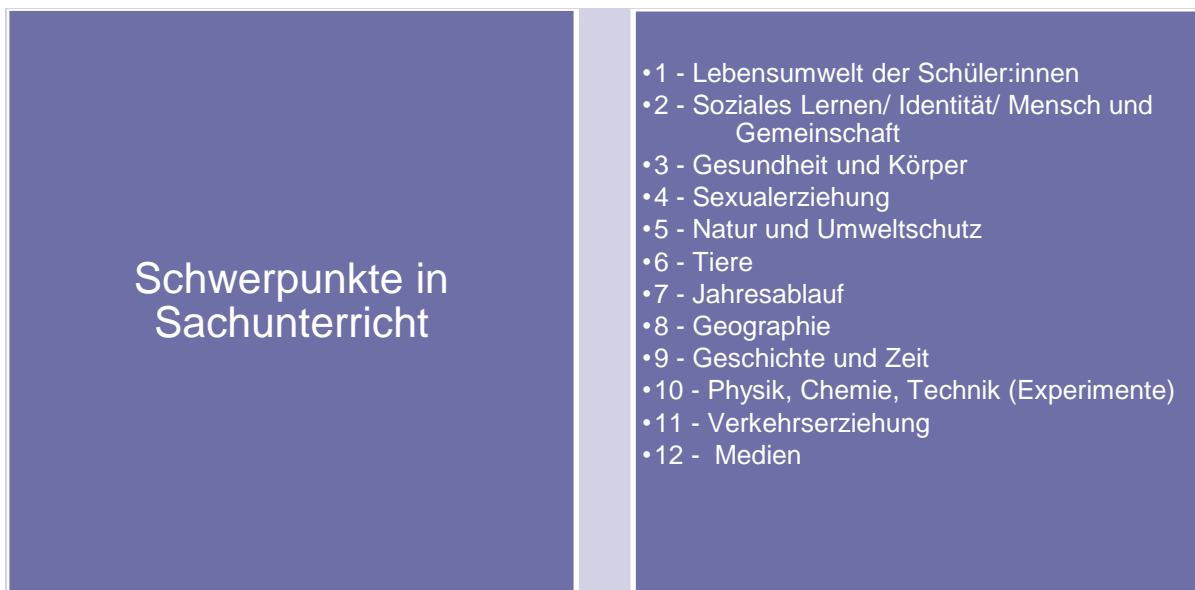 Schwerpunkte in
Sachunterricht
•1 - Lebensumwelt der Schüler:innen
•2 - Soziales Lernen/ Identität/ Mensch und
Gemeinschaft
•3 - Gesundheit und Körper
•4 - Sexualerziehung
•5 - Natur und Umweltschutz
•6 - Tiere
•7 - Jahresablauf
•8 - Geographie
•9 - Geschichte und Zeit
•10 - Physik, Chemie, Technik (Experimente)
•11 - Verkehrserziehung
•12 -  Medien